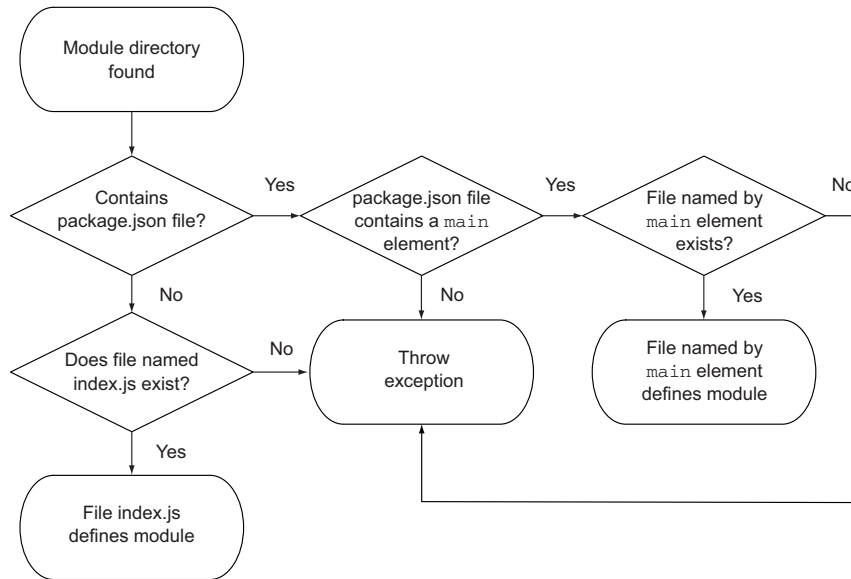 Module directory
found
Contains
package.json file?
Yes
package.json file
contains a main
element?
Yes
File named by
main element
exists?
No
No
No
Yes
Does file named
index.js exist?
No
Throw
exception
File named by
main element
defines module
Yes
File index.js
defines module